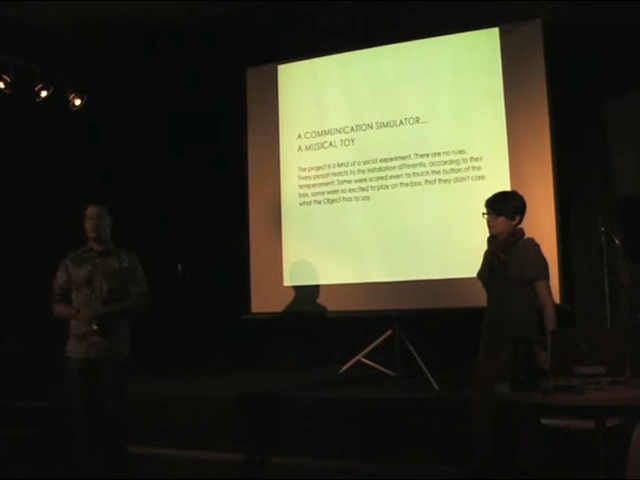 A COMMUNICATION SIMULATOR...
A MUSICAL TOY
The project is a kind of a social experiment. There are no rules.
Every person reacts to the installation differently, according to their
temperament. Some were scared even to touch the button of the
box, some were so excited to play on the box, that they didn't care
what the Object has to say.